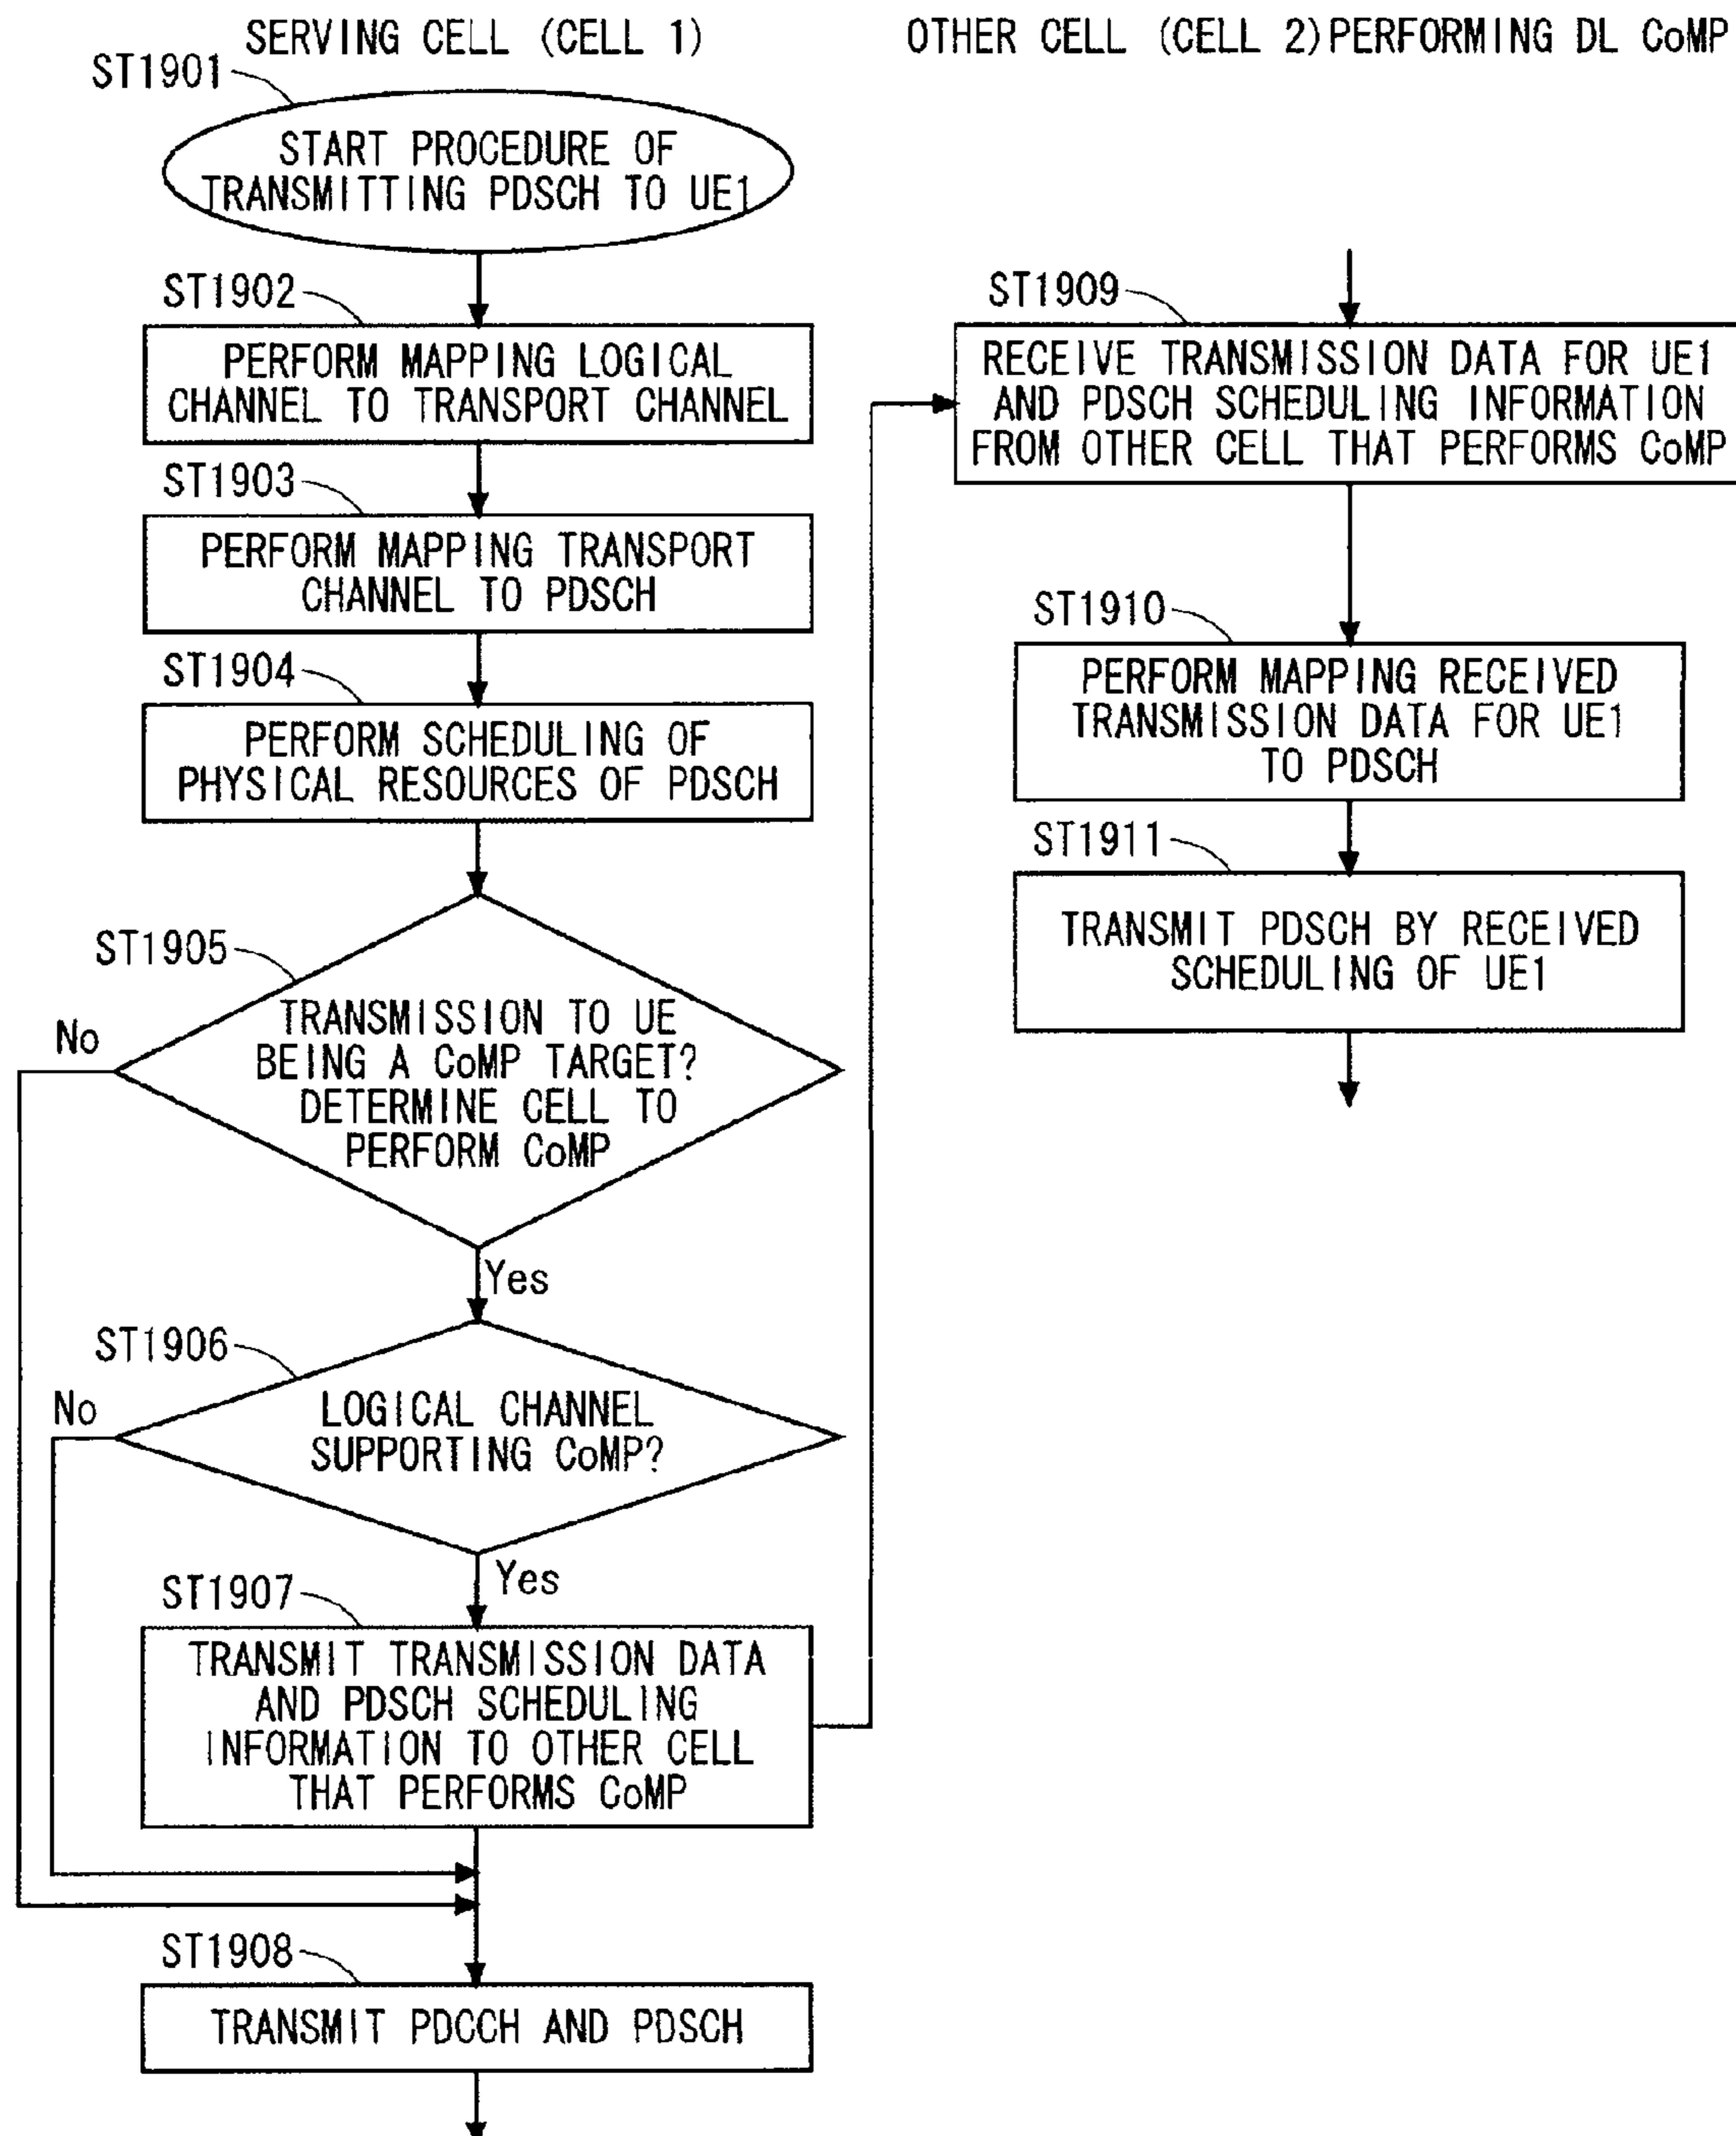 SERVING CELL (CELL 1)
ST1901
START PROCEDURE OF
TRANSMITTING PDSCH TO UE1
ST1902
PERFORM MAPPING LOGICAL
CHANNEL TO TRANSPORT CHANNEL
ST1903
PERFORM MAPPING TRANSPORT
CHANNEL TO PDSCH
ST1904
PERFORM SCHEDULING OF
PHYSICAL RESOURCES OF PDSCH
ST1905
No
TRANSMISSION TO UE
BEING A CoMP TARGET?
DETERMINE CELL TO
PERFORM CoMP
Yes
ST1906
No
LOGICAL CHANNEL
SUPPORTING CoMP?
Yes
ST1907
TRANSMIT TRANSMISSION DATA
AND PDSCH SCHEDULING
INFORMATION TO OTHER CELL
THAT PERFORMS CoMP
ST1908
TRANSMIT PDCCH AND PDSCH
OTHER CELL (CELL 2) PERFORMING DL CoMP
ST1909
RECEIVE TRANSMISSION DATA FOR UE1
AND PDSCH SCHEDULING INFORMATION
FROM OTHER CELL THAT PERFORMS CoMP
ST1910
PERFORM MAPPING RECEIVED
TRANSMISSION DATA FOR UE1
TO PDSCH
ST1911
TRANSMIT PDSCH BY RECEIVED
SCHEDULING OF UE1